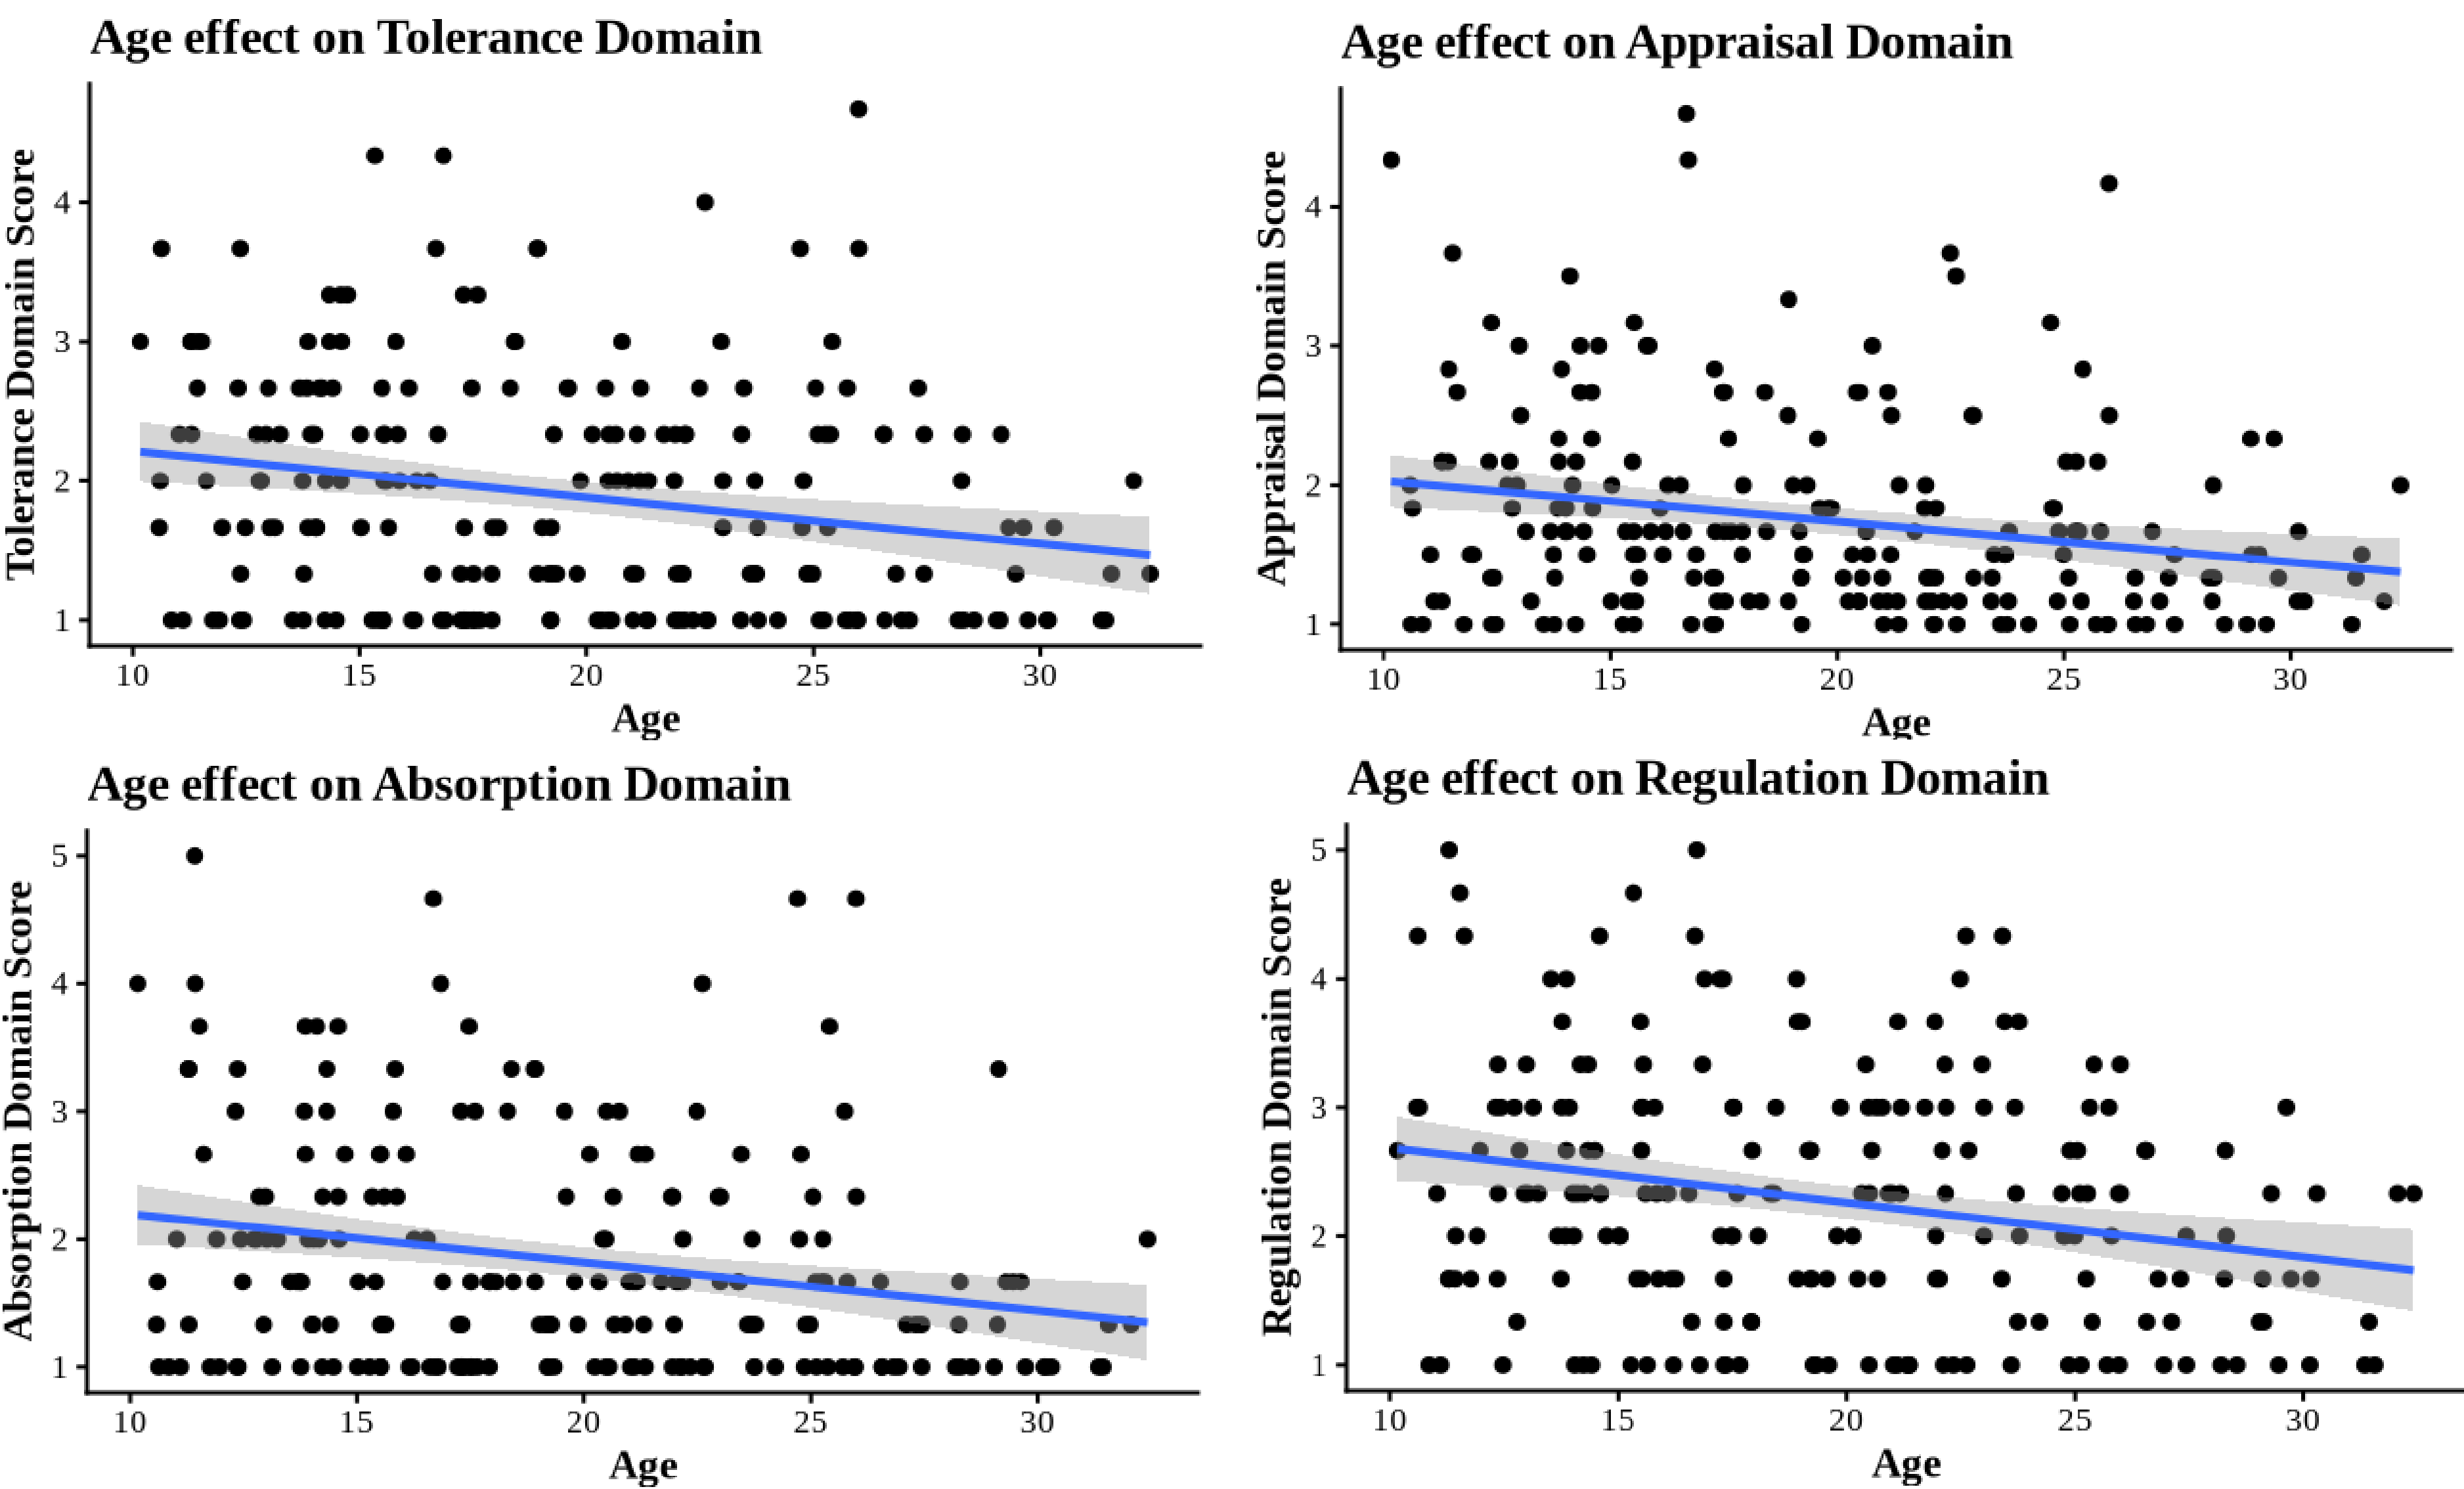 Age effect on Tolerance Domain
Tolerance Domain Score
4
3
2
1
10 15 20 25 30
Age
Age effect on Appraisal Domain
Appraisal Domain Score
4
3
2
1
10 15 20 25 30
Age
Age effect on Absorption Domain
Absorption Domain Score
5
4
3
2
1
10 15 20 25 30
Age
Age effect on Regulation Domain
Regulation Domain Score
5
4
3
2
1
10 15 20 25 30
Age